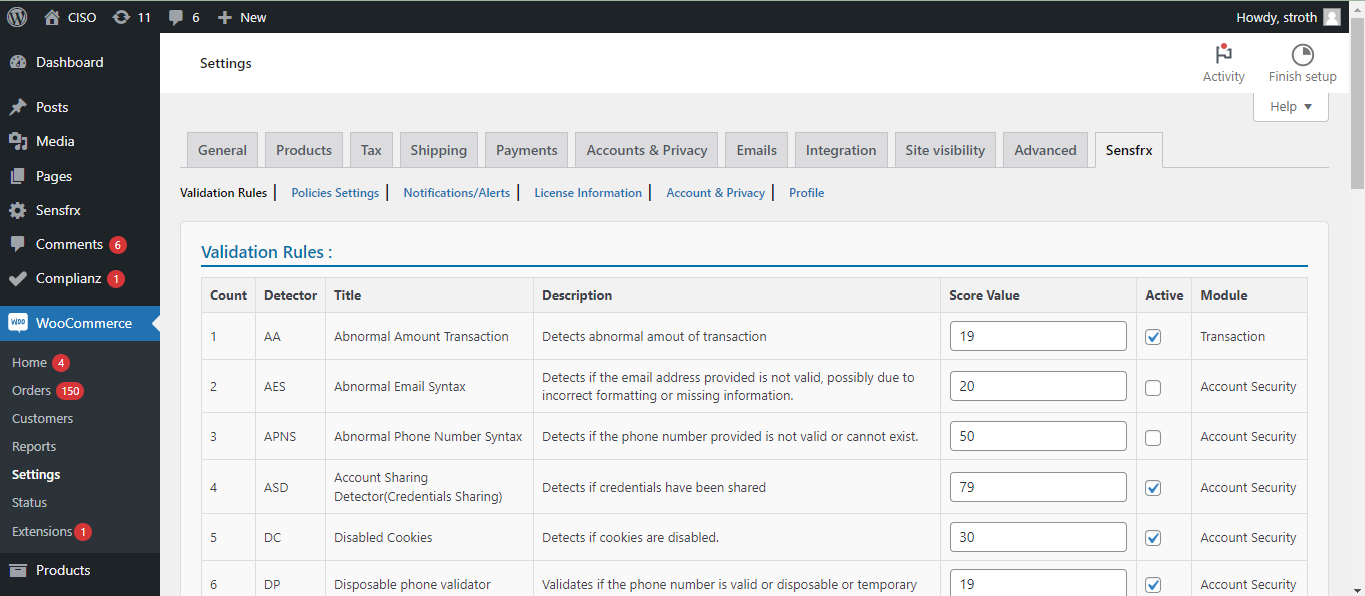 CISO 11 6 New Howdy, stroth
Dashboard
Posts
Media
Pages
Sensfrx
Comments 6
Complianz 1
WOO WooCommerce
Home 4
Orders 150
Customers
Reports
Settings
Status
Extensions 1
Products
Settings
Activity
Finish setup
Help
General Products Tax Shipping Payments Accounts & Privacy Emails Integration Site visibility Advanced Sensfrx
Validation Rules | Policies Settings | Notifications/Alerts | License Information | Account & Privacy | Profile
Validation Rules :
Count Detector Title Description Score Value Active Module
1 AA Abnormal Amount Transaction Detects abnormal amout of transaction 19 Transaction
2 AES Abnormal Email Syntax Detects if the email address provided is not valid, possibly due to
incorrect formatting or missing information. 20 Account Security
3 APNS Abnormal Phone Number Syntax Detects if the phone number provided is not valid or cannot exist. 50 Account Security
4 ASD Account Sharing
Detector(Credentials Sharing) Detects if credentials have been shared 79 Account Security
5 DC Disabled Cookies Detects if cookies are disabled. 30 Account Security
6 DP Disposable phone validator Validates if the phone number is valid or disposable or temporary 19 Account Security